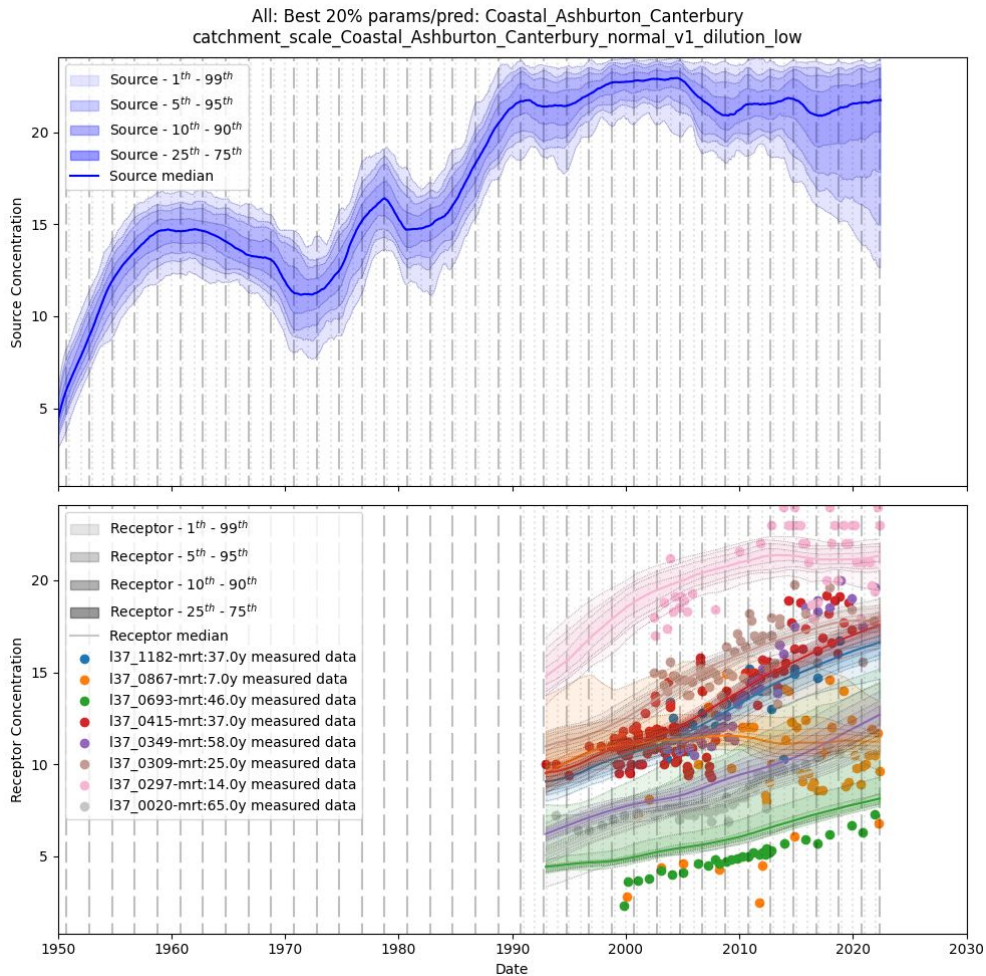 All: Best 20% params/pred: Coastal_Ashburton_Canterbury
catchment_scale_Coastal_Ashburton_Canterbury_normal_v1_dilution_low
Source - 1th - 99th
Source - 5th - 95th
Source - 10th - 90th
Source - 25th - 75th
Source median
20
15
10
5
Source Concentration
Receptor - 1th - 99th
Receptor - 5th - 95th
Receptor - 10th - 90th
Receptor - 25th - 75th
Receptor median
l37_1182-mrt:37.0y measured data
l37_0867-mrt:7.0y measured data
l37_0693-mrt:46.0y measured data
l37_0415-mrt:37.0y measured data
l37_0349-mrt:58.0y measured data
l37_0309-mrt:25.0y measured data
l37_0297-mrt:14.0y measured data
l37_0020-mrt:65.0y measured data
20
15
10
5
Receptor Concentration
1950 1960 1970 1980 1990 2000 2010 2020 2030
Date